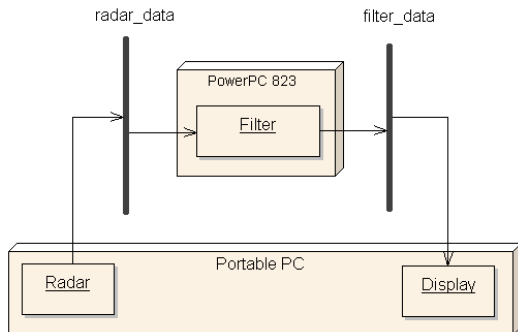 radar_data
filter_data
PowerPC 823
Filter
Portable PC
Radar
Display